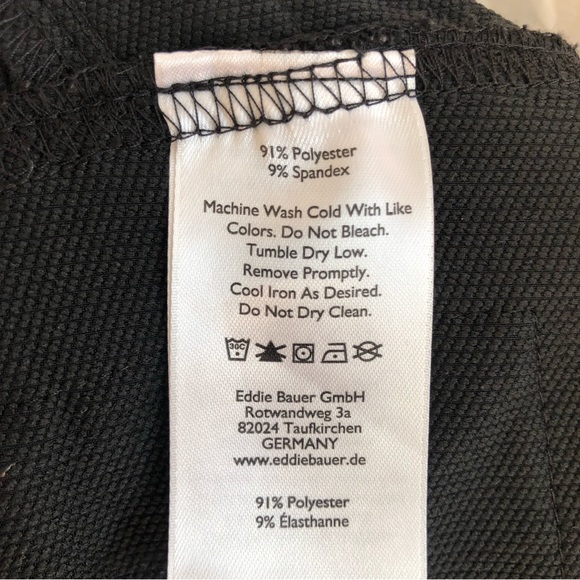 91% Polyester
9% Spandex
Machine Wash Cold With Like
Colors. Do Not Bleach.
Tumble Dry Low.
Remove Promptly.
Cool Iron As Desired.
Do Not Dry Clean.
30C
Eddie Bauer GmbH
Rotwandweg 3a
82024 Taufkirchen
GERMANY
www.eddiebauer.de
91% Polyester
9% Élasthanne